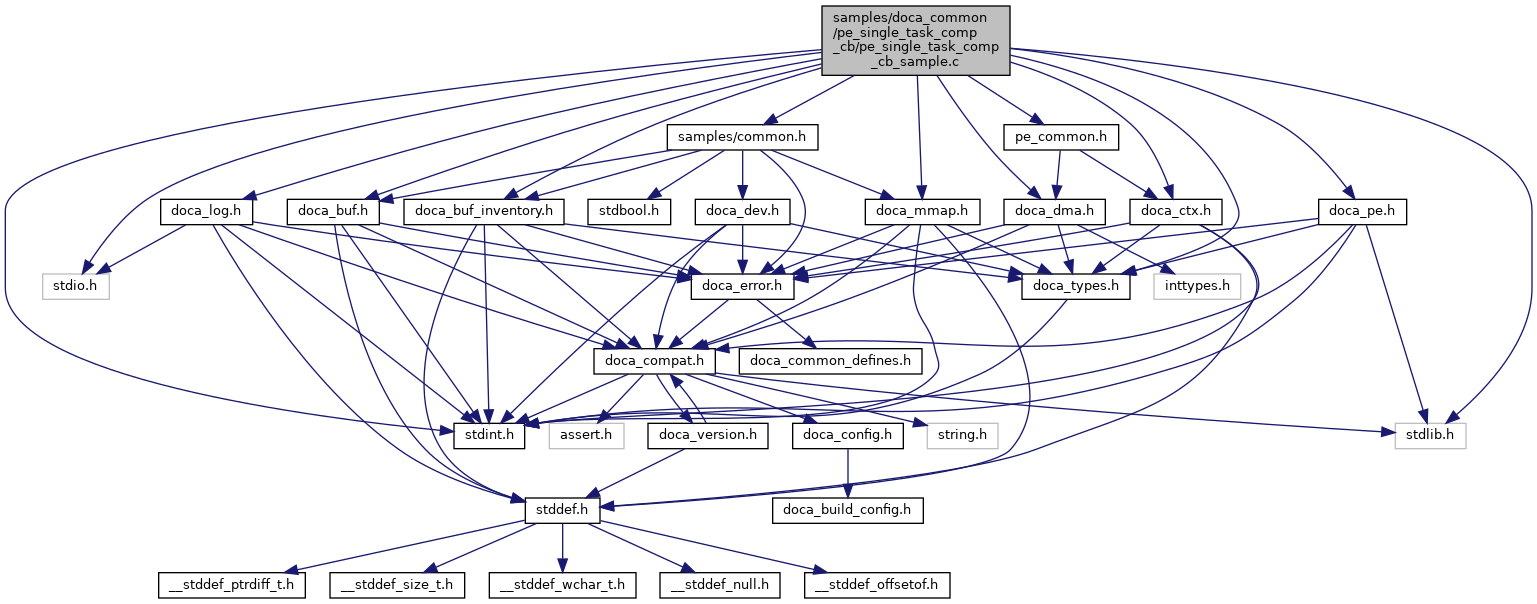 samples/doca_common
/pe_single_task_comp
_cb/pe_single_task_comp
_cb_sample.c
samples/common.h
pe_common.h
doca_log.h
doca_buf.h
doca_buf_inventory.h
stdbool.h
doca_dev.h
doca_mmap.h
doca_dma.h
doca_ctx.h
doca_pe.h
stdio.h
doca_error.h
doca_types.h
inttypes.h
doca_compat.h
doca_common_defines.h
stdint.h
assert.h
doca_version.h
doca_config.h
string.h
stdlib.h
stddef.h
doca_build_config.h
__stddef_ptrdiff_t.h
__stddef_size_t.h
__stddef_wchar_t.h
__stddef_null.h
__stddef_offsetof.h